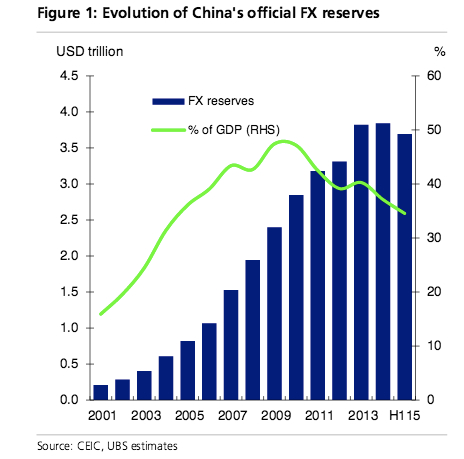 Figure 1: Evolution of China's official FX reserves
USD trillion %
4.5 60
4.0
3.5 50
3.0 40
2.5
2.0 30
1.5 20
1.0
0.5 10
0.0 0
FX reserves
% of GDP (RHS)
2001 2003 2005 2007 2009 2011 2013 H115
Source: CEIC, UBS estimates